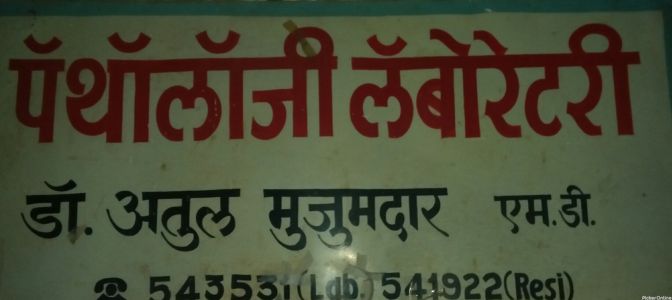 पॅथॉलॉजी लॅबोरेटरी
डॉ. अतुल मुजुमदार एम.डी.
☎ 543531(Lab.) 541922(Resi)